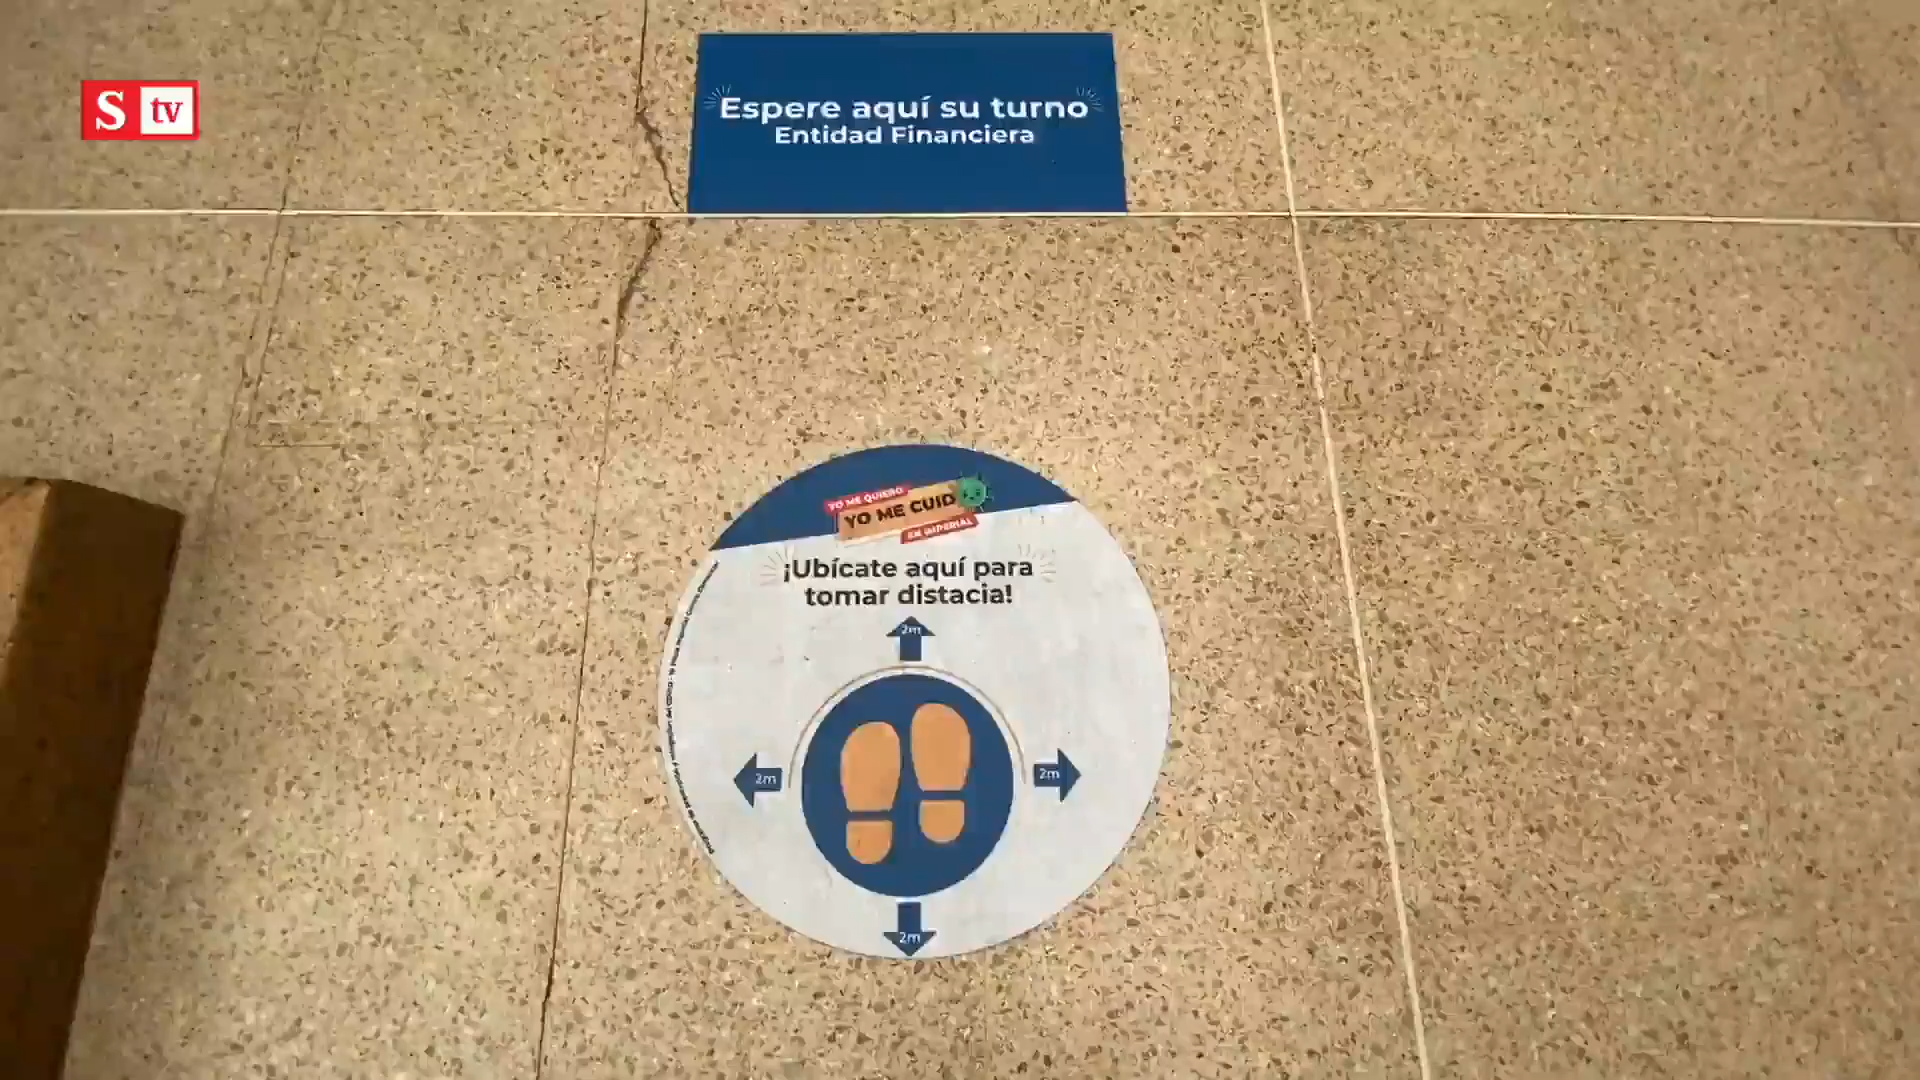 S tv
Espere aquí su turno
Entidad Financiera
YO ME QUIERO
YO ME CUID
EN IMPERIAL
¡Ubícate aquí para
tomar distacia!
2m
2m
2m
2m